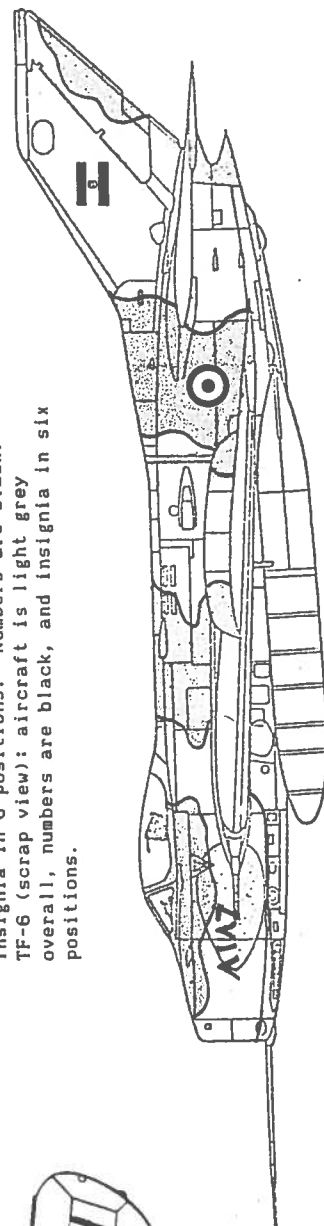 Insignia in 6 positions. Numbers are black.
TF-6 (scrap view): aircraft is light grey
overall, numbers are black, and insignia in six
positions.